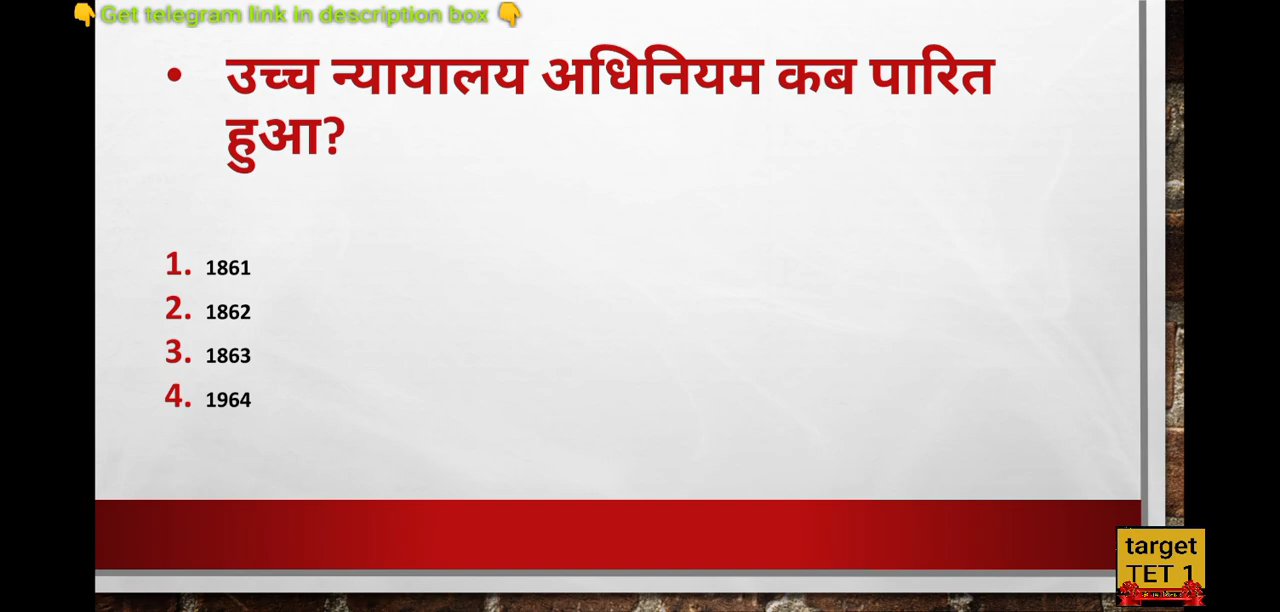 👇Get telegram link in description box 👇
• उच्च न्यायालय अधिनियम कब पारित
हुआ?
1. 1861
2. 1862
3. 1863
4. 1964
target
TET 1